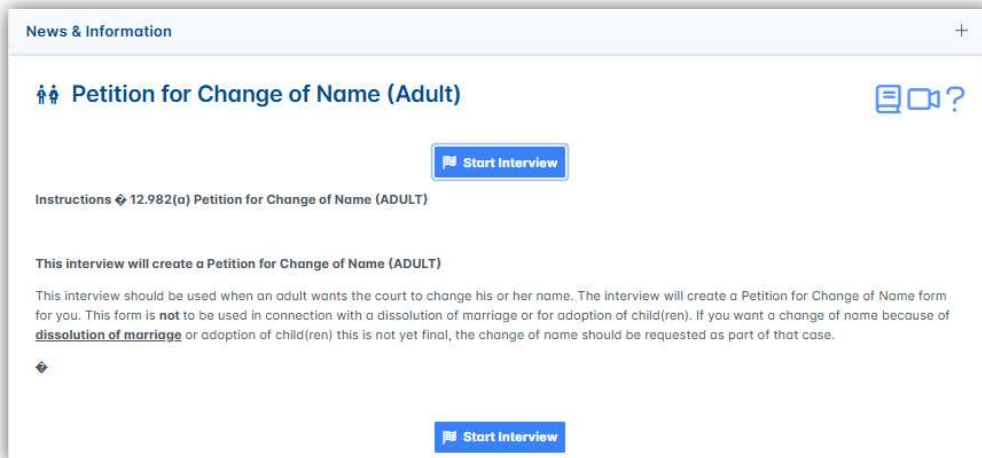 News & Information
Petition for Change of Name (Adult)
Start Interview
Instructions � 12.982(a) Petition for Change of Name (ADULT)
This interview will create a Petition for Change of Name (ADULT)
This interview should be used when an adult wants the court to change his or her name. The interview will create a Petition for Change of Name form
for you. This form is not to be used in connection with a dissolution of marriage or for adoption of child(ren). If you want a change of name because of
dissolution of marriage or adoption of child(ren) this is not yet final, the change of name should be requested as part of that case.
�
Start Interview